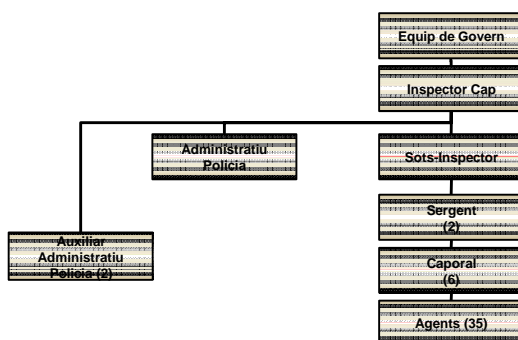 Equip de Govern
Inspector Cap
Administratiu
Policia
Sots-Inspector
Sergent
(2)
Auxiliar
Administratiu
Policia (2)
Caporal
(6)
Agents (35)